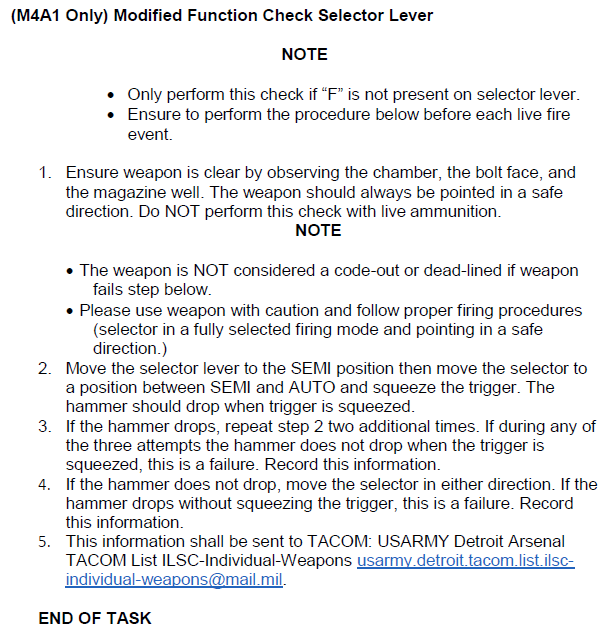 (M4A1 Only) Modified Function Check Selector Lever
NOTE
• Only perform this check if “F” is not present on selector lever.
• Ensure to perform the procedure below before each live fire
event.
1. Ensure weapon is clear by observing the chamber, the bolt face, and
the magazine well. The weapon should always be pointed in a safe
direction. Do NOT perform this check with live ammunition.
NOTE
• The weapon is NOT considered a code-out or dead-lined if weapon
fails step below.
• Please use weapon with caution and follow proper firing procedures
(selector in a fully selected firing mode and pointing in a safe
direction.)
2. Move the selector lever to the SEMI position then move the selector to
a position between SEMI and AUTO and squeeze the trigger. The
hammer should drop when trigger is squeezed.
3. If the hammer drops, repeat step 2 two additional times. If during any of
the three attempts the hammer does not drop when the trigger is
squeezed, this is a failure. Record this information.
4. If the hammer does not drop, move the selector in either direction. If the
hammer drops without squeezing the trigger, this is a failure. Record
this information.
5. This information shall be sent to TACOM: USARMY Detroit Arsenal
TACOM List ILSC-Individual-Weapons usarmy.detroit.tacom.list.ilsc-
individual-weapons@mail.mil.
END OF TASK